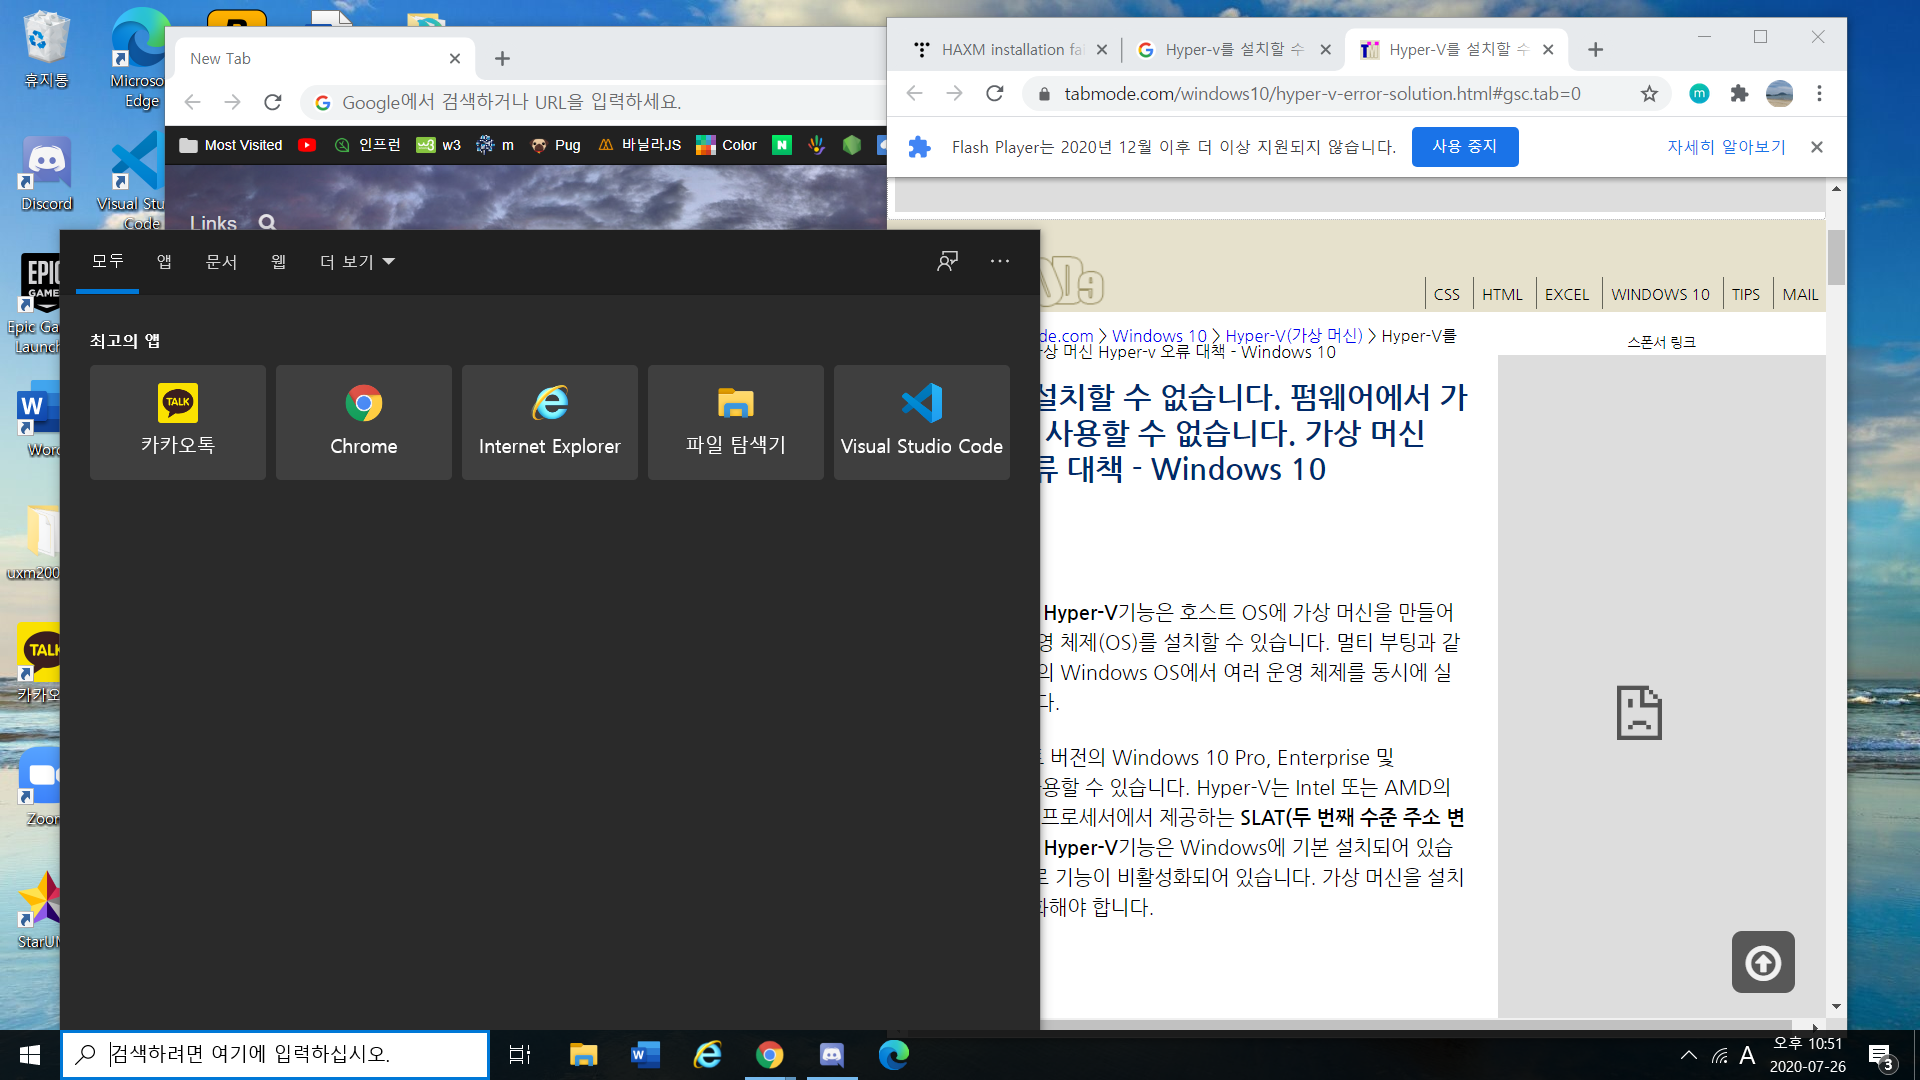 휴지통
Microso
Edge
Discord
Visual Stu
Code
EPIC
GAME
Epic Ga
Launch
Word
uxm200
TALK
카카오
Zoom
StarUM
New Tab
Google에서 검색하거나 URL을 입력하세요.
Most Visited
인프런
w3
m
Pug
바닐라JS
Color
Links
HAXM installation fa
Hyper-v를 설치할 수
Hyper-V를 설치할 수
tabmode.com/windows10/hyper-v-error-solution.html#gsc.tab=0
Flash Player는 2020년 12월 이후 더 이상 지원되지 않습니다.
사용 중지
자세히 알아보기
CSS
HTML
EXCEL
WINDOWS 10
TIPS
MAIL
de.com > Windows 10 > Hyper-V(가상 머신) > Hyper-V를
상 머신 Hyper-v 오류 대책 - Windows 10
스폰서 링크
설치할 수 없습니다. 펌웨어에서 가
사용할 수 없습니다. 가상 머신
류 대책 - Windows 10
Hyper-V기능은 호스트 OS에 가상 머신을 만들어
영 체제(OS)를 설치할 수 있습니다. 멀티 부팅과 같
의 Windows OS에서 여러 운영 체제를 동시에 실
다.
트 버전의 Windows 10 Pro, Enterprise 및
사용할 수 있습니다. Hyper-V는 Intel 또는 AMD의
프로세서에서 제공하는 SLAT(두 번째 수준 주소 변
Hyper-V기능은 Windows에 기본 설치되어 있습
로 기능이 비활성화되어 있습니다. 가상 머신을 설치
화해야 합니다.
모두
앱
문서
웹
더 보기
최고의 앱
TALK
카카오톡
Chrome
Internet Explorer
파일 탐색기
Visual Studio Code
검색하려면 여기에 입력하십시오.
A
오후 10:51
2020-07-26
3